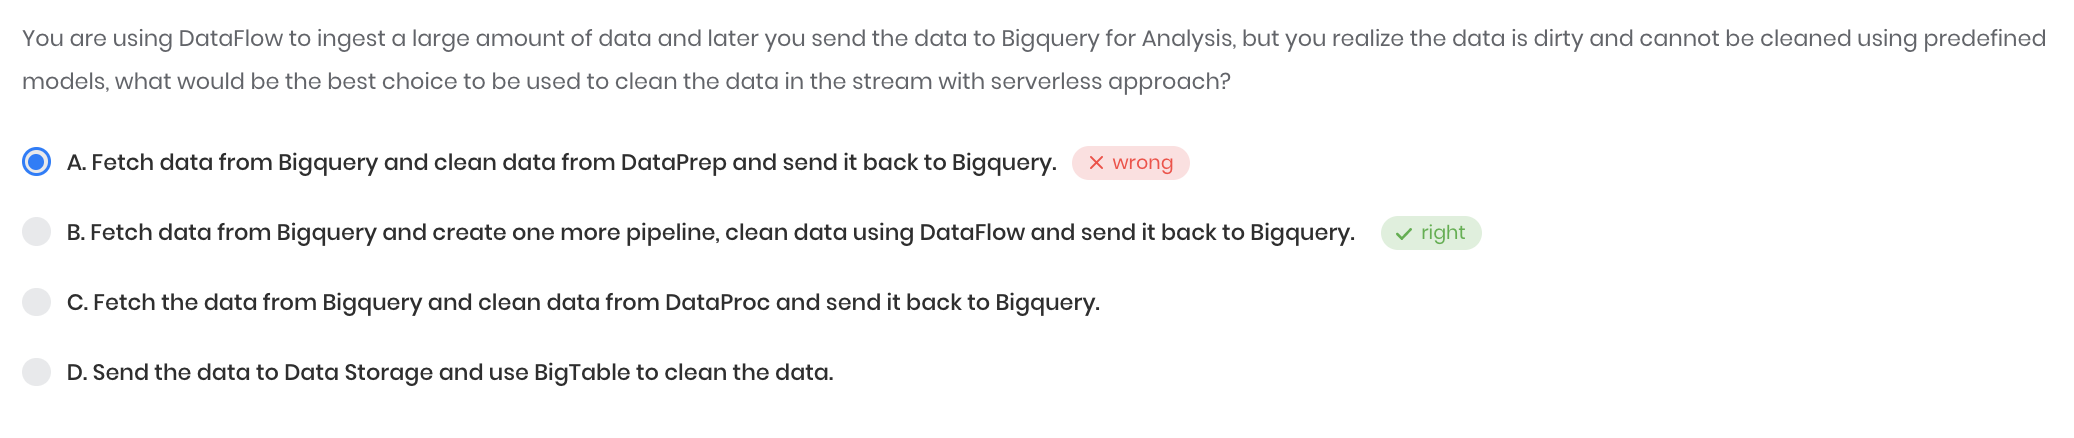 You are using DataFlow to ingest a large amount of data and later you send the data to Bigquery for Analysis, but you realize the data is dirty and cannot be cleaned using predefined
models, what would be the best choice to be used to clean the data in the stream with serverless approach?
A. Fetch data from Bigquery and clean data from DataPrep and send it back to Bigquery. wrong
B. Fetch data from Bigquery and create one more pipeline, clean data using DataFlow and send it back to Bigquery. right
C. Fetch the data from Bigquery and clean data from DataProc and send it back to Bigquery.
D. Send the data to Data Storage and use BigTable to clean the data.